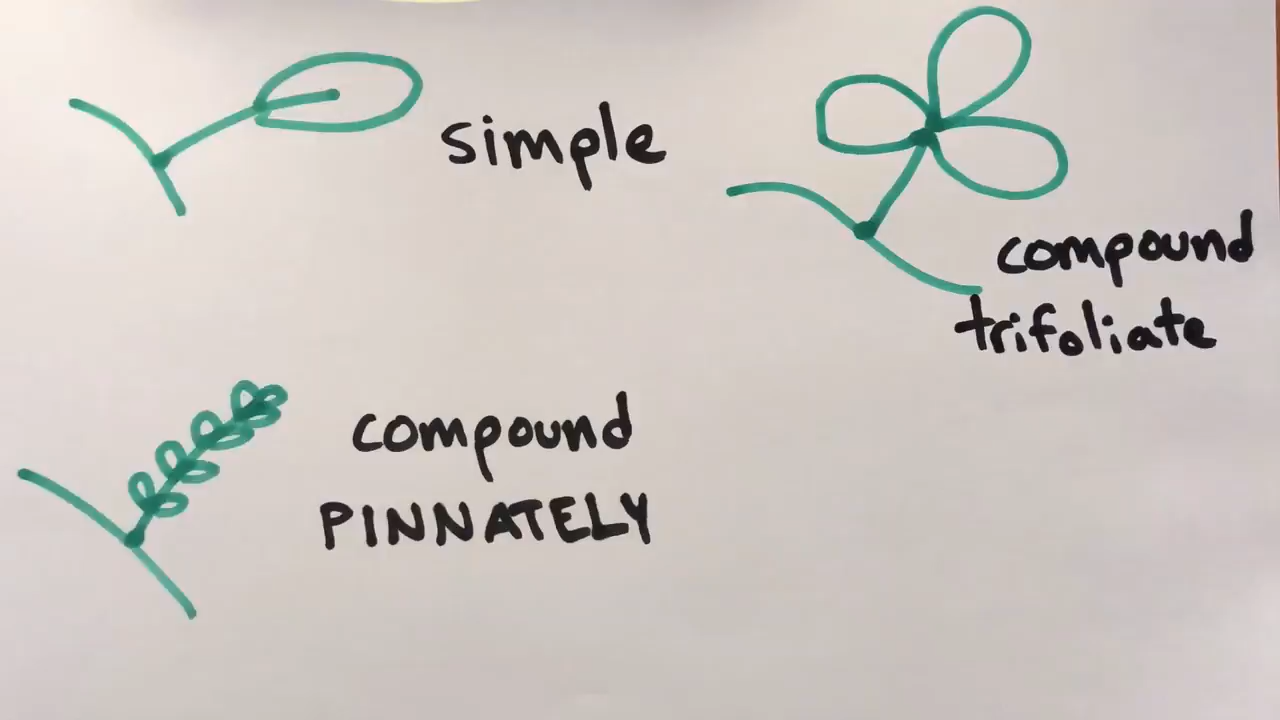 simple
compound
trifoliate
compound
PINNATELY